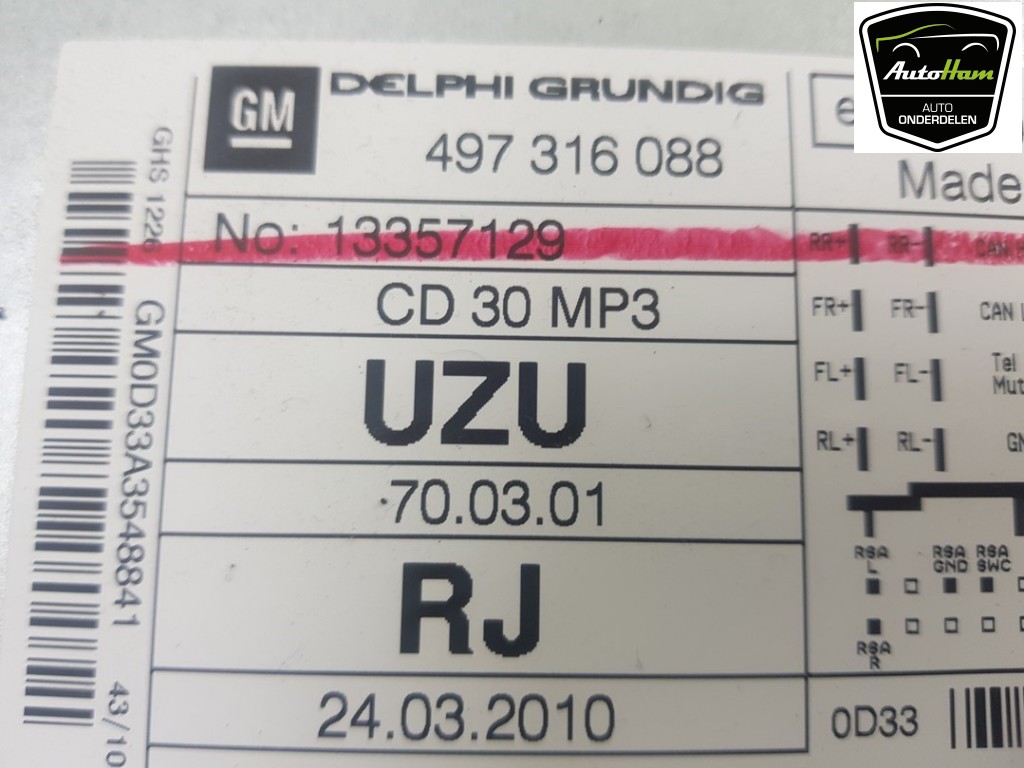 AutoHam
AUTO
ONDERDELEN
GM
DELPHI GRUNDIG
497 316 088
Made
No: 13357129
CD 30 MP3
UZU
70.03.01
RJ
24.03.2010
GHS 1226
GM0D33A3548841
43/10
RR+ RR- CAN
FR+ FR- CAN
FL+ FL- Tel
RL+ RL-
RSA
L
RSA
GND
RSA
SWC
RSA
R
0D33